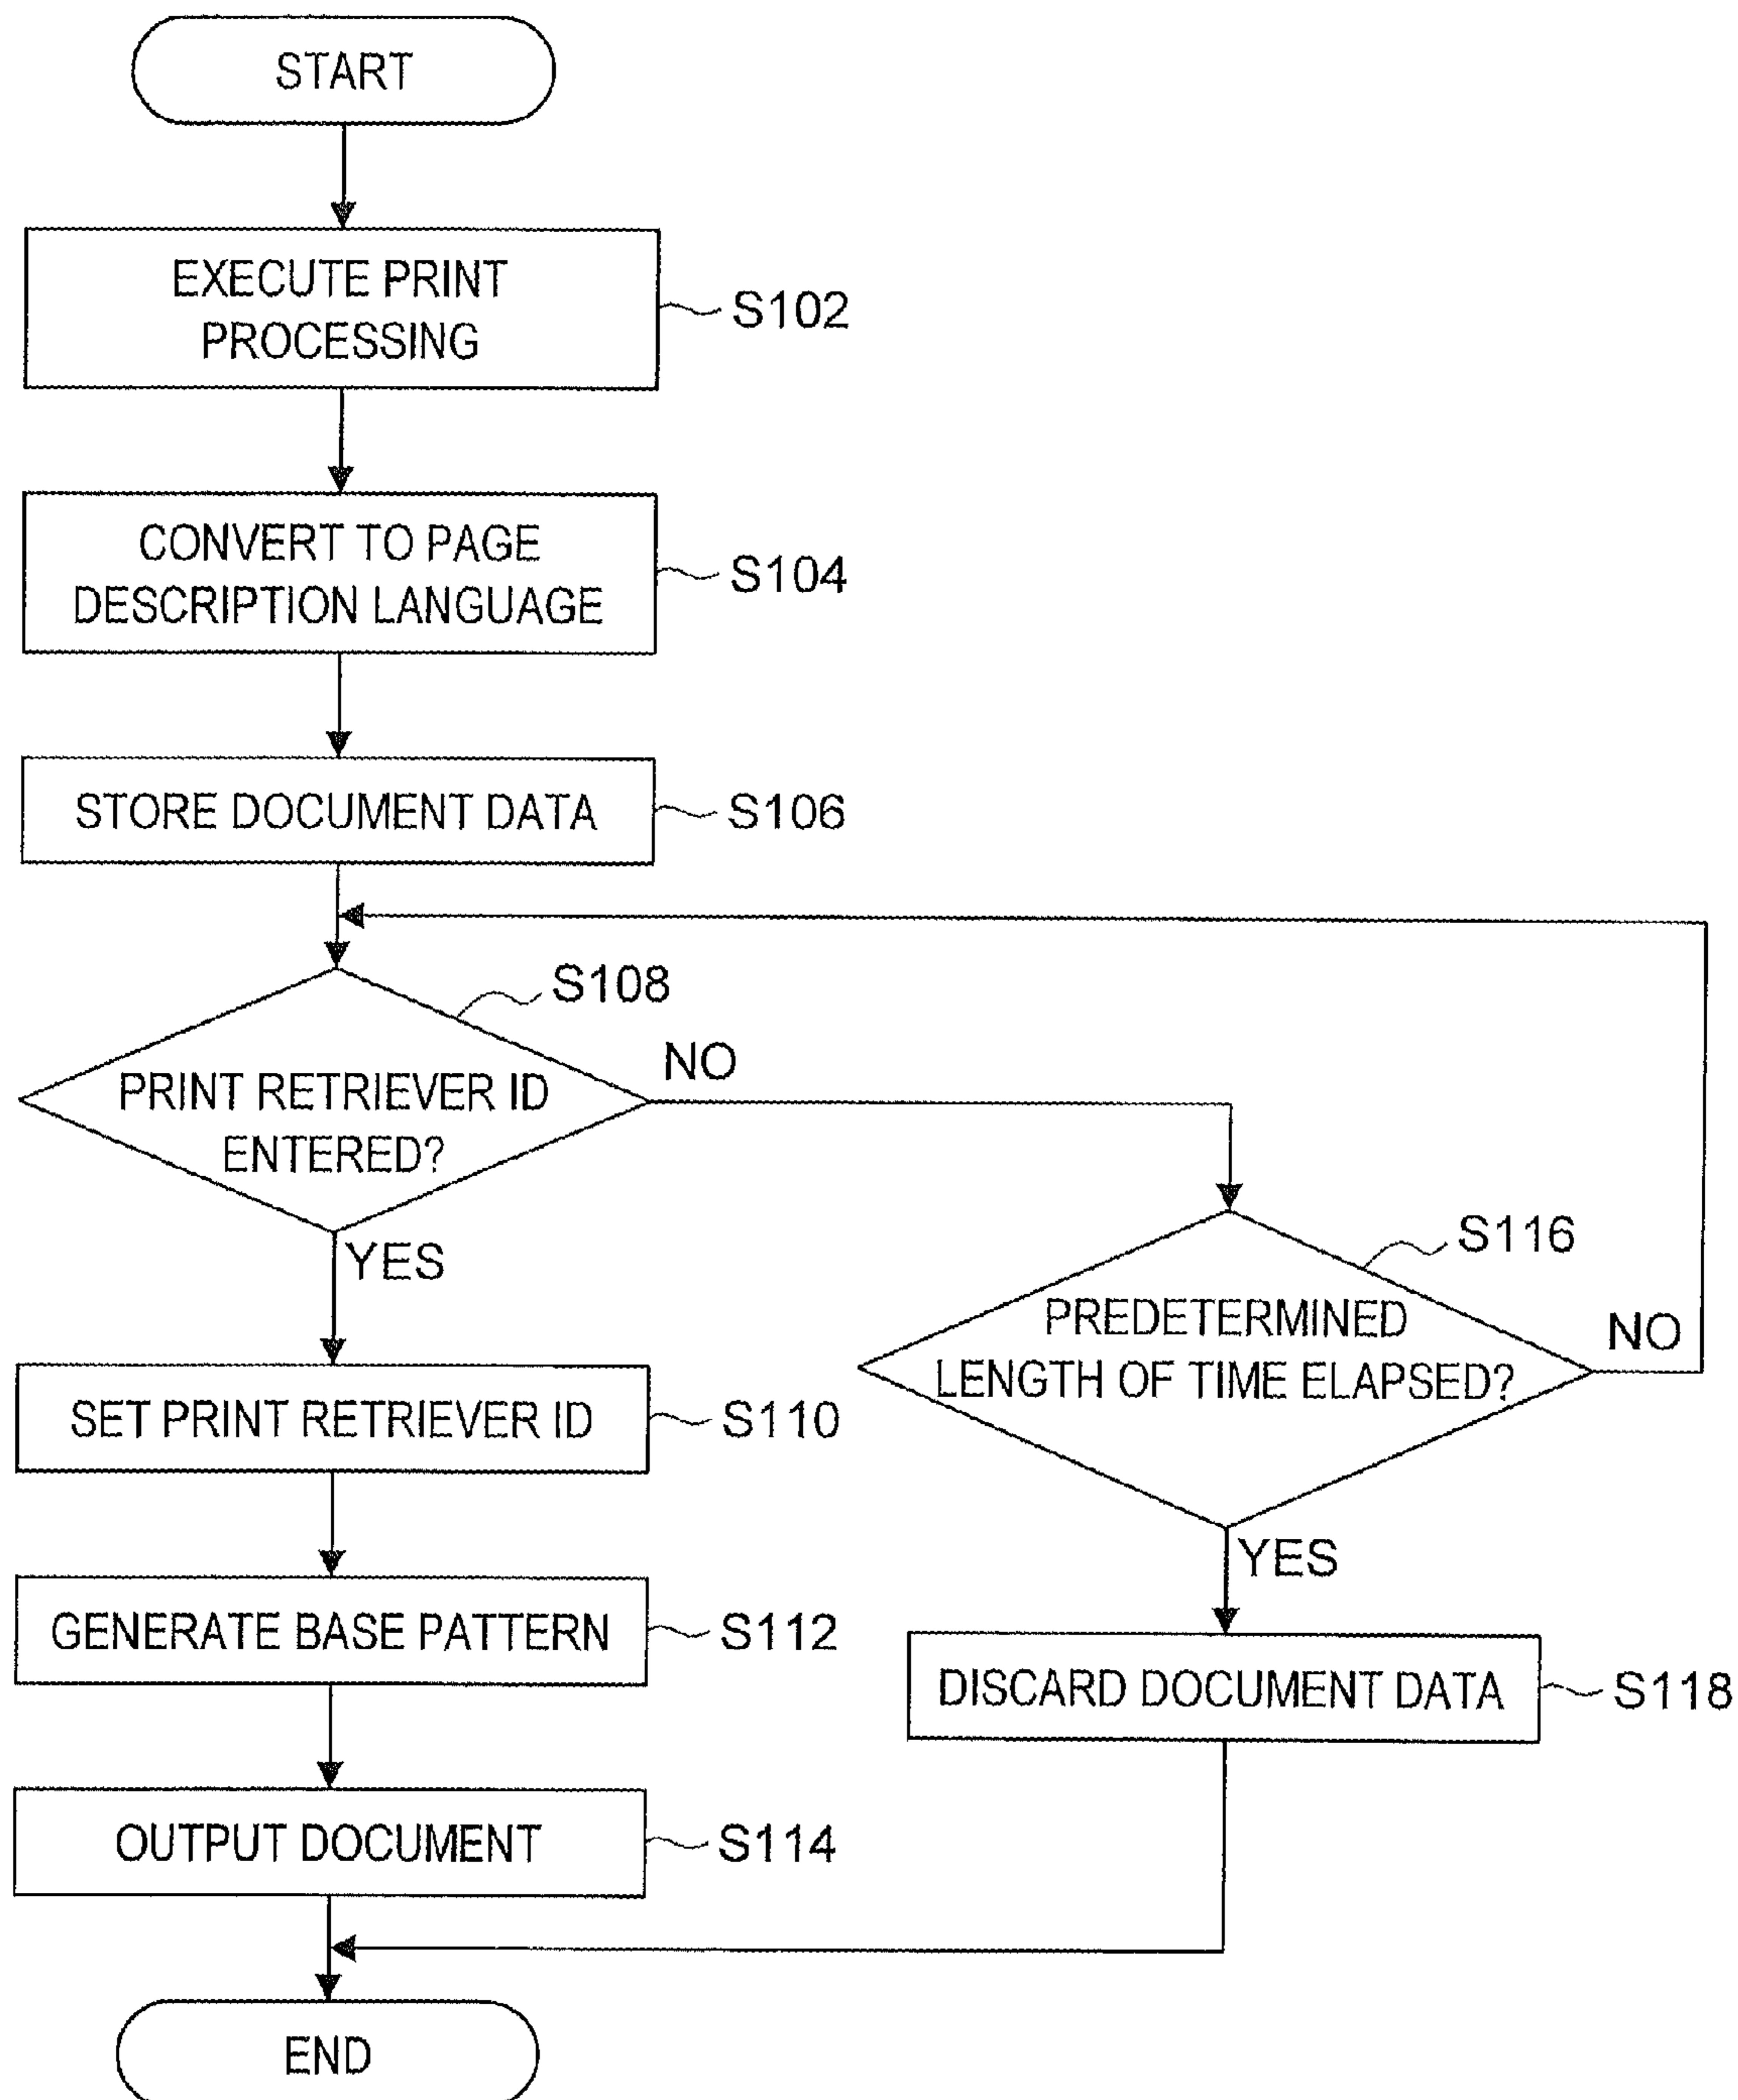 START
EXECUTE PRINT
PROCESSING
S102
CONVERT TO PAGE
DESCRIPTION LANGUAGE
S104
STORE DOCUMENT DATA
S106
S108
PRINT RETRIEVER ID
ENTERED?
NO
YES
S116
PREDETERMINED
LENGTH OF TIME ELAPSED?
NO
YES
SET PRINT RETRIEVER ID
S110
GENERATE BASE PATTERN
S112
DISCARD DOCUMENT DATA
S118
OUTPUT DOCUMENT
S114
END